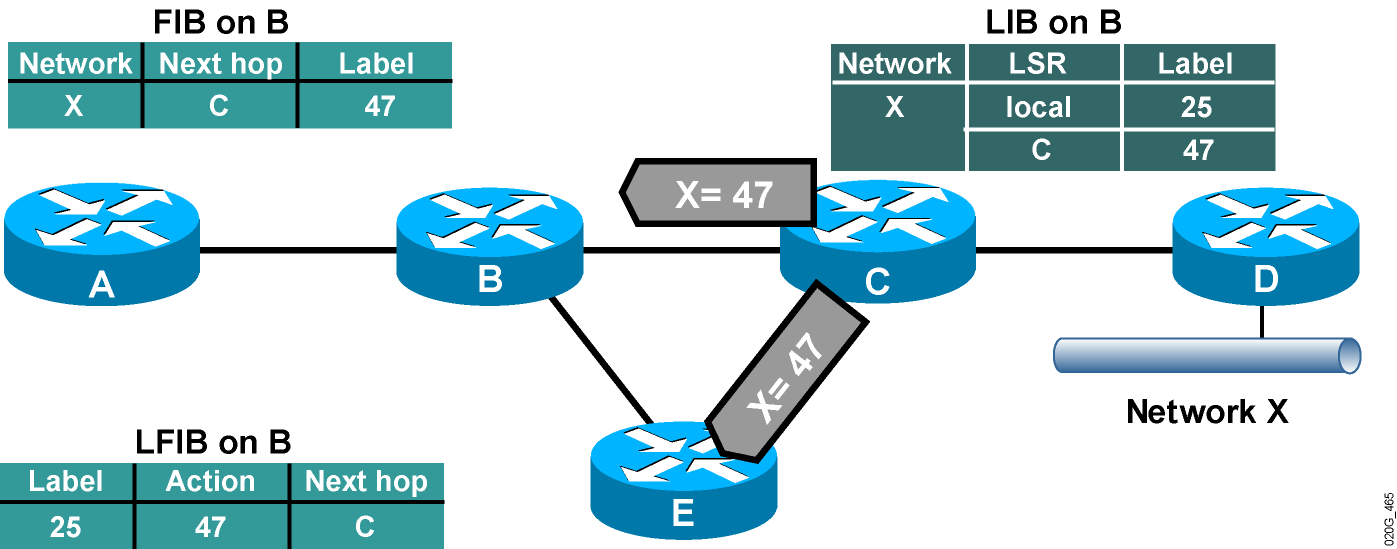 FIB on B
Network Next hop Label
X C 47
LIB on B
Network LSR Label
X local 25
C 47
X= 47
A
B
C
D
X= 47
Network X
E
LFIB on B
Label Action Next hop
25 47 C
020G_465